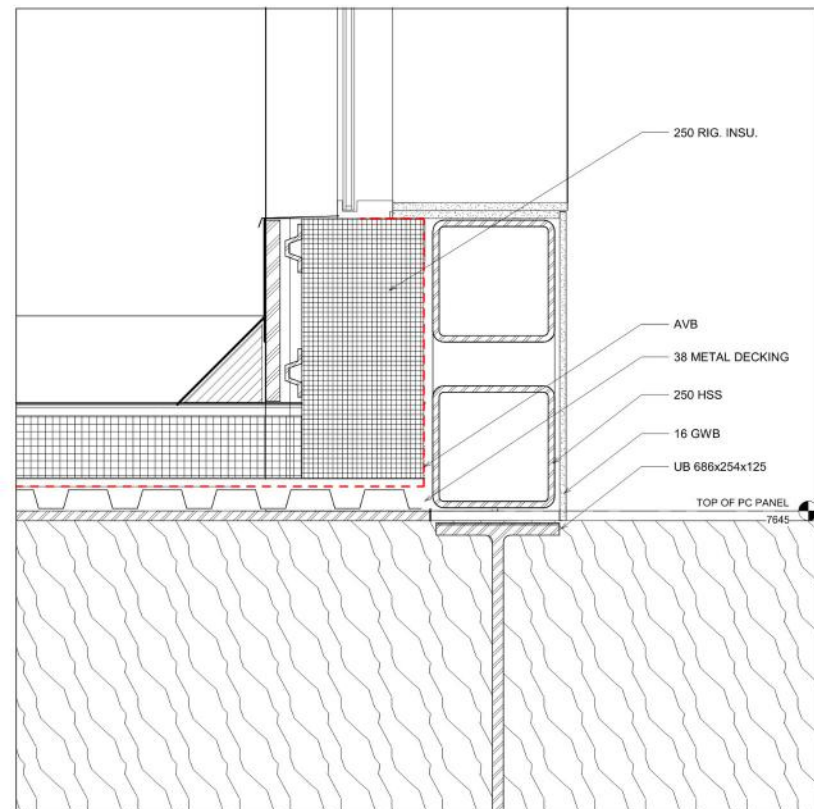 250 RIG. INSU.
AVB
38 METAL DECKING
250 HSS
16 GWB
UB 686x254x125
TOP OF PC PANEL
7645